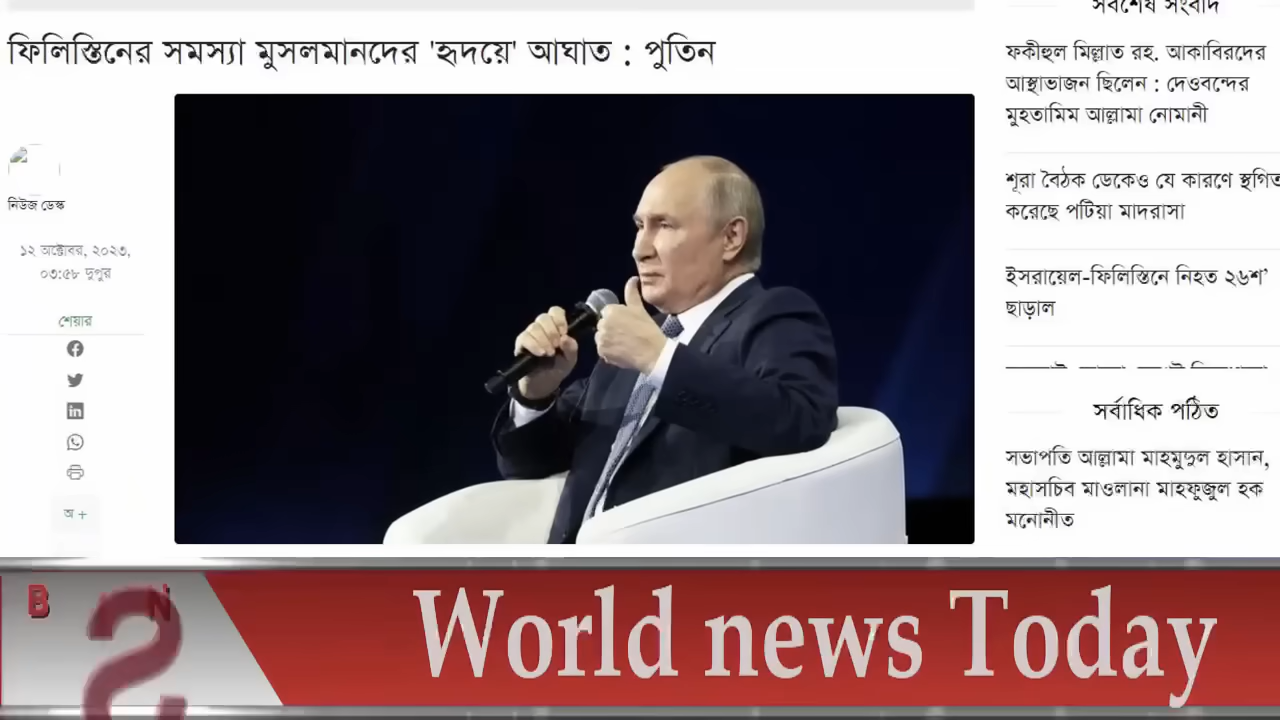 ফিলিস্তিনের সমস্যা মুসলমানদের 'হৃদয়ে' আঘাত : পুতিন
নিউজ ডেস্ক
১২ অক্টোবর, ২০২৩,
০৩:৫৮ দুপুর
শেয়ার
অ +
সর্বশেষ সংবাদ
ফকীহুল মিল্লাত রহ. আকাবিরদের
আস্থাভাজন ছিলেন : দেওবন্দের
মুহতামিম আল্লামা নোমানী
শূরা বৈঠক ডেকেও যে কারণে স্থগিত
করেছে পটিয়া মাদরাসা
ইসরায়েল-ফিলিস্তিনে নিহত ২৬শ’
ছাড়াল
সর্বাধিক পঠিত
সভাপতি আল্লামা মাহমুদুল হাসান,
মহাসচিব মাওলানা মাহফুজুল হক
মনোনীত
B
N
S
World news Today